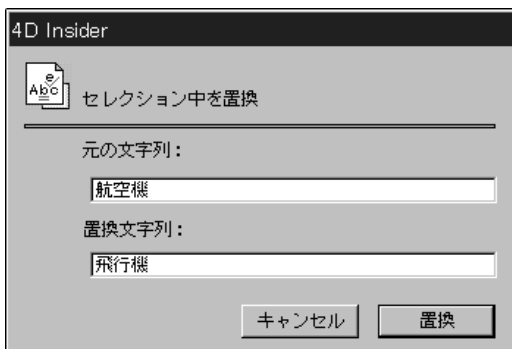 4D Insider
Abc
セレクション中を置換
元の文字列：
航空機
置換文字列：
飛行機
キャンセル
置換